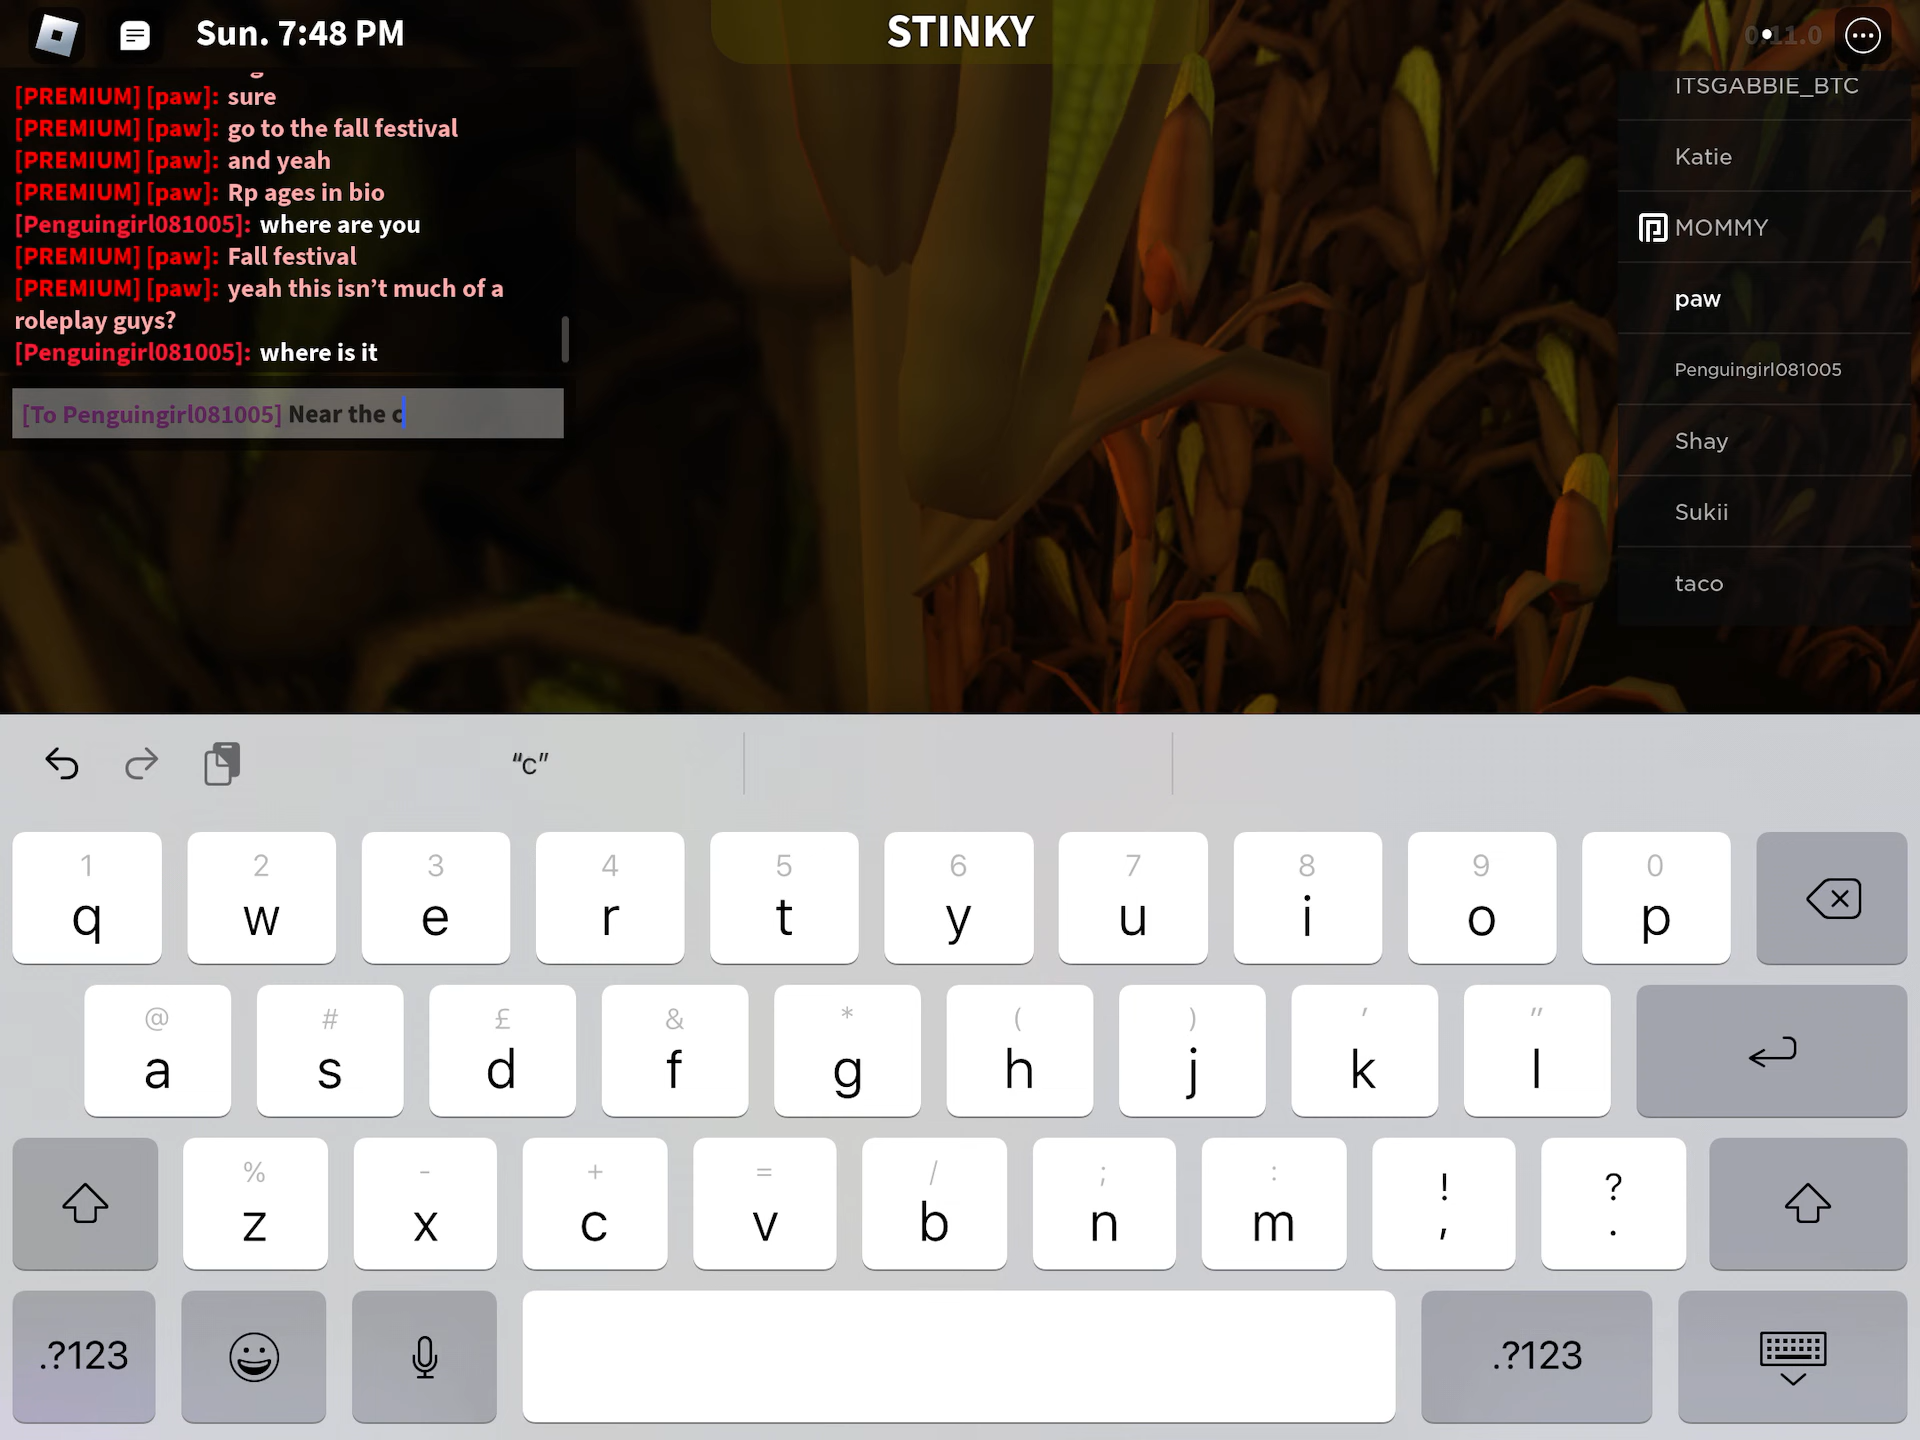 Sun. 7:48 PM
STINKY
[PREMIUM] [paw]: sure
[PREMIUM] [paw]: go to the fall festival
[PREMIUM] [paw]: and yeah
[PREMIUM] [paw]: Rp ages in bio
[Penguingirl081005]: where are you
[PREMIUM] [paw]: Fall festival
[PREMIUM] [paw]: yeah this isn’t much of a
roleplay guys?
[Penguingirl081005]: where is it
[To Penguingirl081005] Near the c
ITSGABBIE_BTC
Katie
MOMMY
paw
Penguingirl081005
Shay
Sukii
taco
“c”
1 2 3 4 5 6 7 8 9 0
q w e r t y u i o p
@ # £ & * ( ) ' "
a s d f g h j k l
% - + = / ; : ! ?
z x c v b n m , .
.?123 .?123